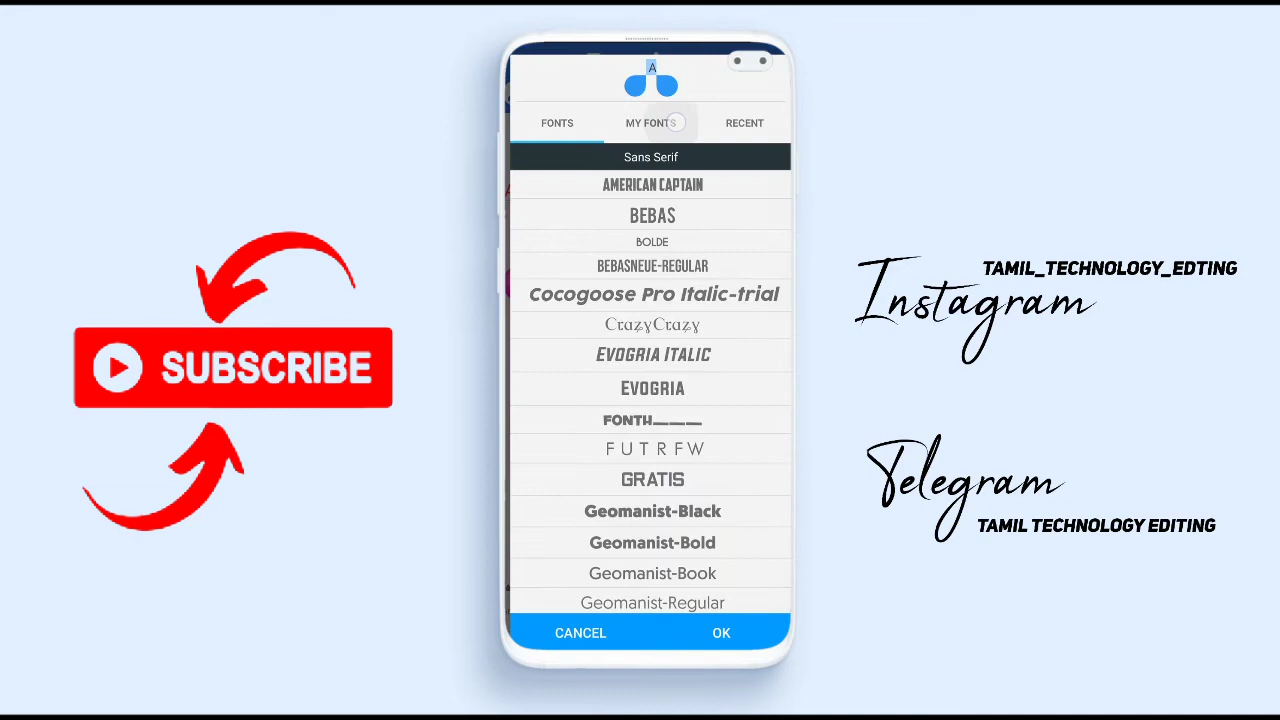 SUBSCRIBE
A
FONTS
MY FONTS
RECENT
Sans Serif
AMERICAN CAPTAIN
BEBAS
BOLDE
BEBASNEUE-REGULAR
Cocogoose Pro Italic-trial
CrazyCrazy
EVOGRIA ITALIC
EVOGRIA
FONTH____
FUTRFW
GRATIS
Geomanist-Black
Geomanist-Bold
Geomanist-Book
Geomanist-Regular
CANCEL
OK
TAMIL_TECHNOLOGY_EDTING
Instagram
Telegram
TAMIL TECHNOLOGY EDITING